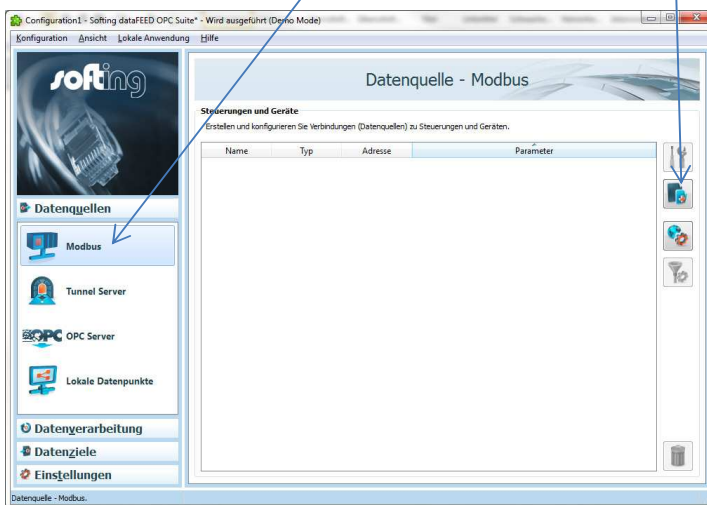 Configuration1 - Softing dataFEED OPC Suite* - Wird ausgeführt (Demo Mode)
Konfiguration Ansicht Lokale Anwendung Hilfe
softing
Datenquelle - Modbus
Steuerungen und Geräte
Erstellen und konfigurieren Sie Verbindungen (Datenquellen) zu Steuerungen und Geräten.
Name Typ Adresse Parameter
Datenquellen
Modbus
Tunnel Server
OPC OPC Server
Lokale Datenpunkte
Datenverarbeitung
Datenziele
Einstellungen
Datenquelle - Modbus.